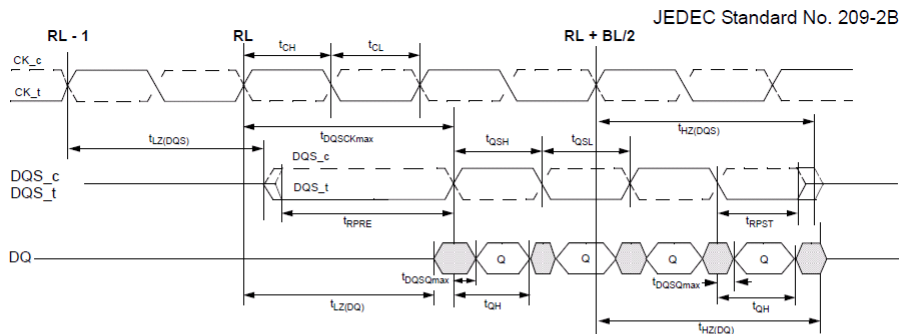 JEDEC Standard No. 209-2B
RL - 1
RL
RL + BL/2
tCH
tCL
CK_c
CK_t
tLZ(DQS)
tDQSCKmax
tQSH
tQSL
tHZ(DQS)
DQS_c
DQS_c
DQS_t
DQS_t
tRPRE
tRPST
DQ
Q
Q
Q
Q
tDQSQmax
tDQSQmax
tLZ(DQ)
tQH
tQH
tHZ(DQ)